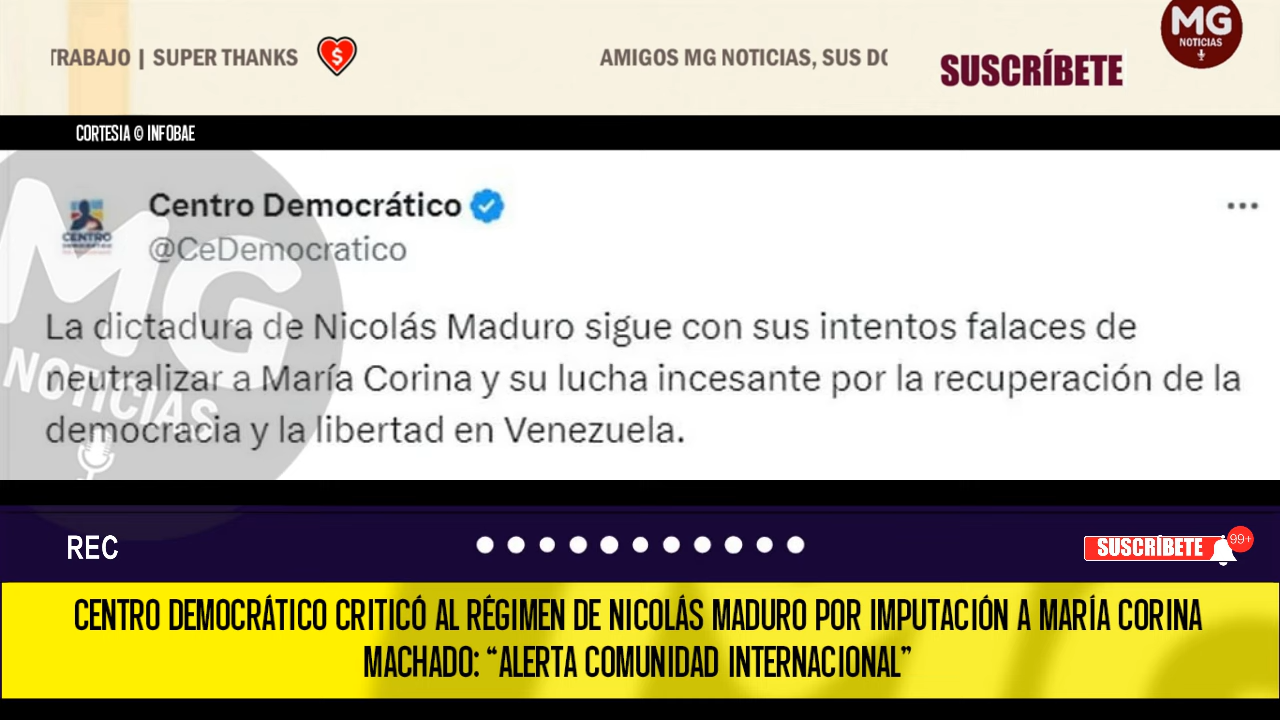 TRABAJO | SUPER THANKS
AMIGOS MG NOTICIAS, SUS
SUSCRÍBETE
MG
NOTICIAS
CORTESIA © INFOBAE
Centro Democrático
@CeDemocratico
CENTRO
La dictadura de Nicolás Maduro sigue con sus intentos falaces de
neutralizar a María Corina y su lucha incesante por la recuperación de la
democracia y la libertad en Venezuela.
MG
NOTICIAS
REC
SUSCRÍBETE
99+
CENTRO DEMOCRÁTICO CRITICÓ AL RÉGIMEN DE NICOLÁS MADURO POR IMPUTACIÓN A MARÍA CORINA
MACHADO: “ALERTA COMUNIDAD INTERNACIONAL”